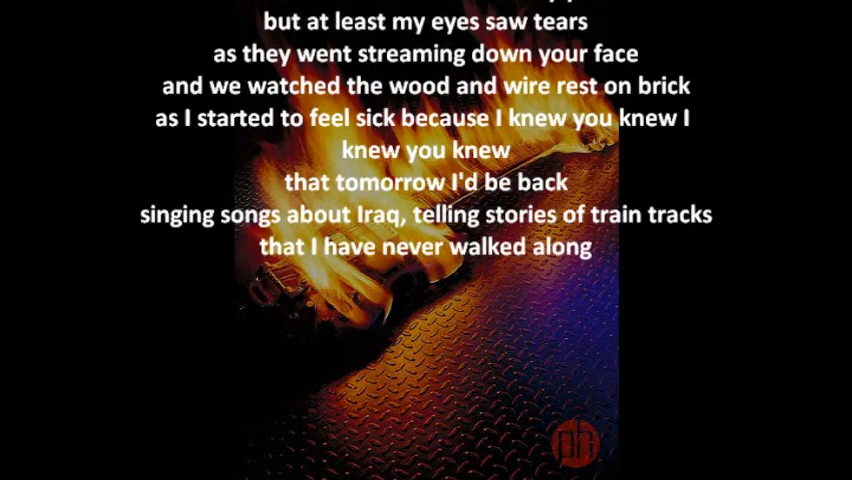 but at least my eyes saw tears
as they went streaming down your face
and we watched the wood and wire rest on brick
as I started to feel sick because I knew you knew I
knew you knew
that tomorrow I'd be back
singing songs about Iraq, telling stories of train tracks
that I have never walked along